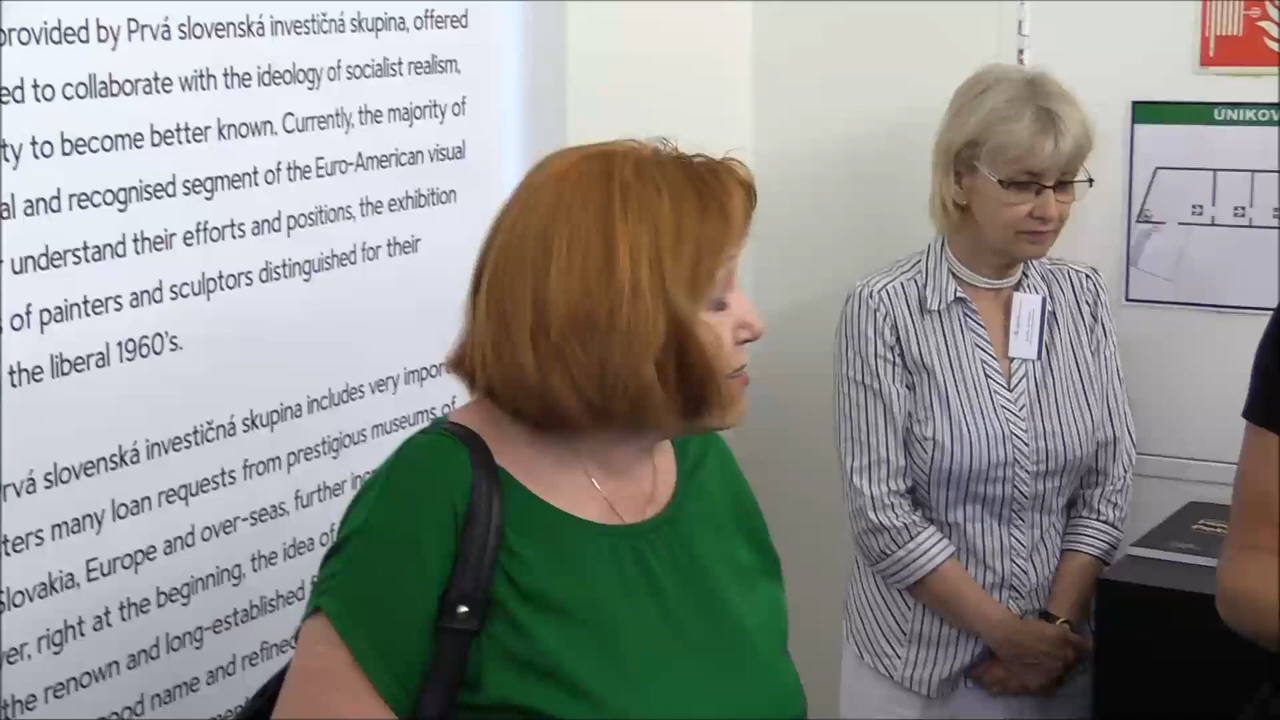 provided by Prvá slovenská investičná skupina, offered
ed to collaborate with the ideology of socialist realism,
ty to become better known. Currently, the majority of
al and recognised segment of the Euro-American visual
understand their efforts and positions, the exhibition
of painters and sculptors distinguished for their
the liberal 1960's.
rvá slovenská investičná skupina includes very impor
ters many loan requests from prestigious museums of
Slovakia, Europe and over-seas, further inc
ver, right at the beginning, the idea of
the renown and long-established
ood name and refined
ÚNIKOV